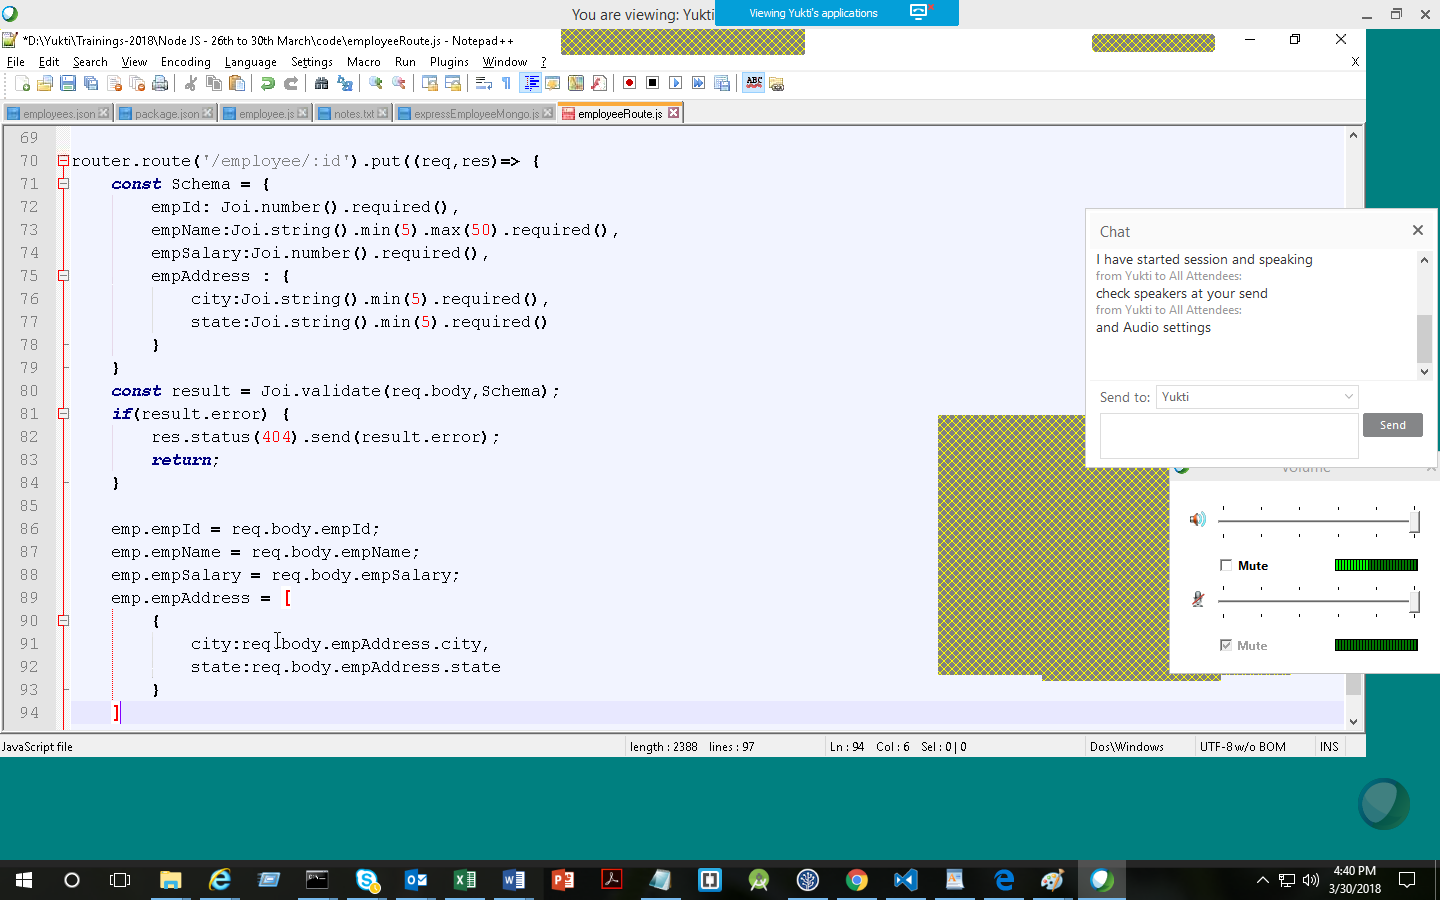 You are viewing: Yukti
Viewing Yukti's applications
*D:\Yukti\Trainings-2018\Node JS - 26th to 30th March\code\employeeRoute.js - Notepad++
File Edit Search View Encoding Language Settings Macro Run Plugins Window ? X
employees.json package.json employee.js notes.txt expressEmployeeMongo.js employeeRoute.js
69
70 router.route('/employee/:id').put((req,res)=> {
71 const Schema = {
72 empId: Joi.number().required(),
73 empName:Joi.string().min(5).max(50).required(),
74 empSalary:Joi.number().required(),
75 empAddress : {
76 city:Joi.string().min(5).required(),
77 state:Joi.string().min(5).required()
78 }
79 }
80 const result = Joi.validate(req.body,Schema);
81 if(result.error) {
82 res.status(404).send(result.error);
83 return;
84 }
85
86 emp.empId = req.body.empId;
87 emp.empName = req.body.empName;
88 emp.empSalary = req.body.empSalary;
89 emp.empAddress = [
90 {
91 city:req.body.empAddress.city,
92 state:req.body.empAddress.state
93 }
94 ]
JavaScript file length : 2388 lines : 97 Ln : 94 Col : 6 Sel : 0 | 0 Dos\Windows UTF-8 w/o BOM INS
Chat
I have started session and speaking
from Yukti to All Attendees:
check speakers at your send
from Yukti to All Attendees:
and Audio settings
Send to: Yukti
Send
Volume
Mute
Mute
4:40 PM
3/30/2018